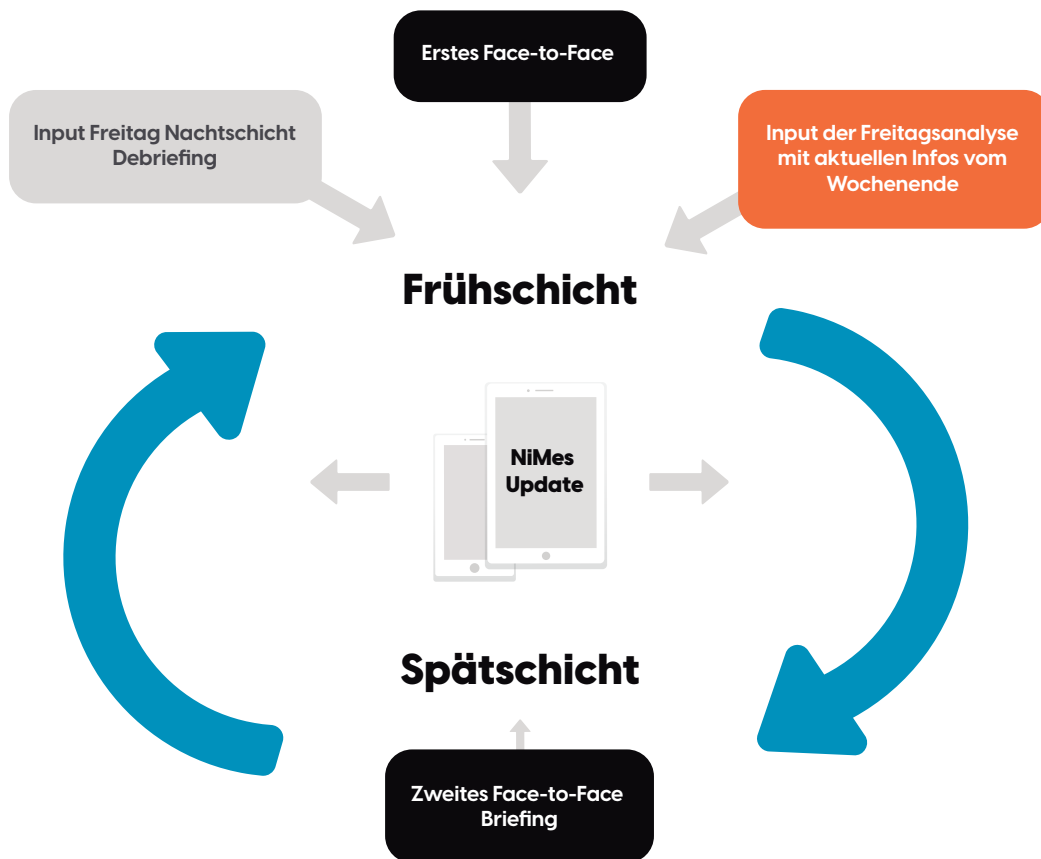 Erstes Face-to-Face
Input Freitag Nachtschicht
Debriefing
Input der Freitagsanalyse
mit aktuellen Infos vom
Wochenende
Frühschicht
NiMes
Update
Spätschicht
Zweites Face-to-Face
Briefing